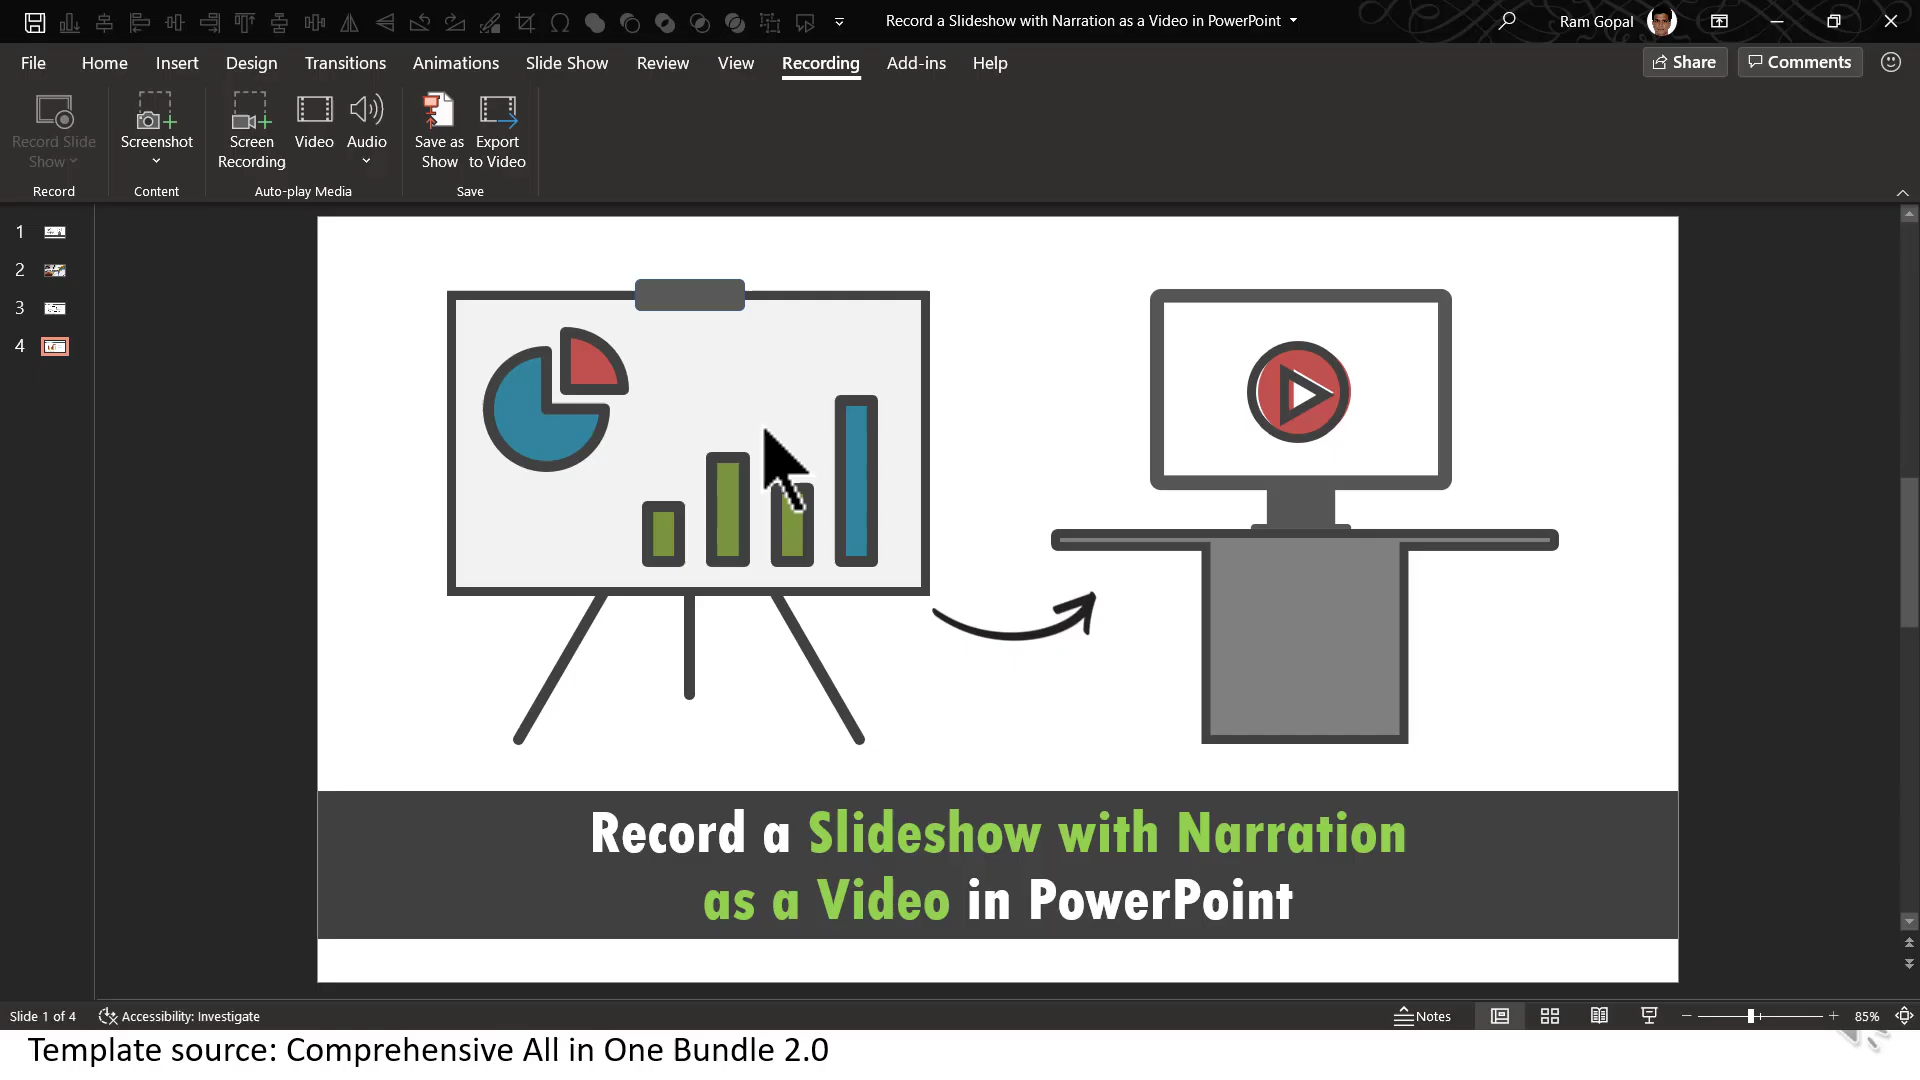 Record a Slideshow with Narration as a Video in PowerPoint
Ram Gopal
File Home Insert Design Transitions Animations Slide Show Review View Recording Add-ins Help
Share Comments
Record Slide Show
Screenshot
Screen Recording
Video
Audio
Save as Show
Export to Video
Record Content Auto-play Media Save
1
2
3
4
Record a Slideshow with Narration
as a Video in PowerPoint
Slide 1 of 4 Accessibility: Investigate Notes 85%
Template source: Comprehensive All in One Bundle 2.0